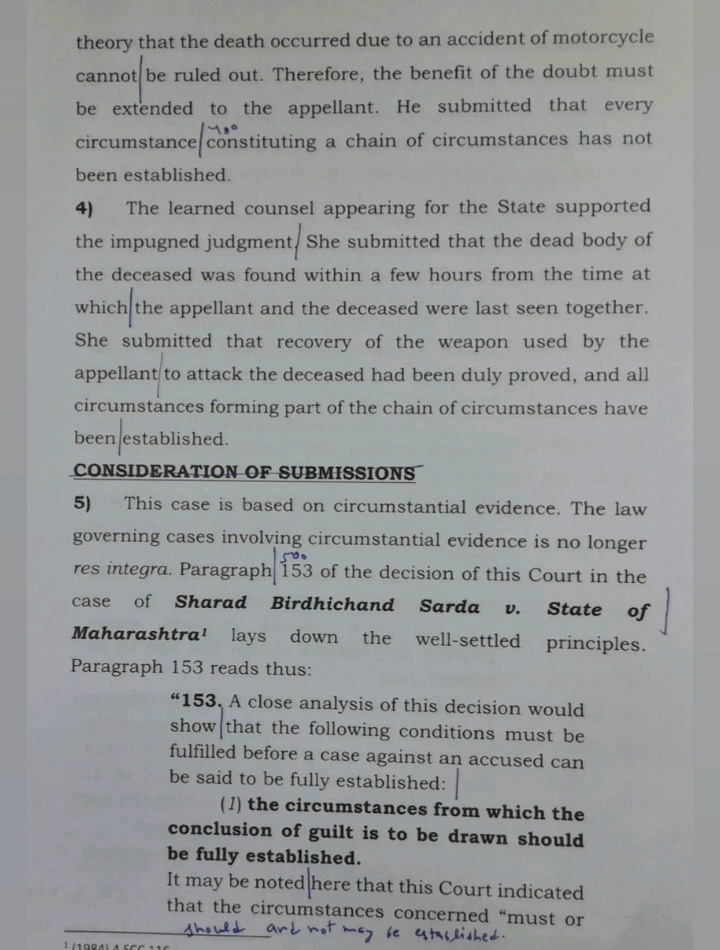 theory that the death occurred due to an accident of motorcycle
cannot be ruled out. Therefore, the benefit of the doubt must
be extended to the appellant. He submitted that every
400
circumstance constituting a chain of circumstances has not
been established.
4) The learned counsel appearing for the State supported
the impugned judgment. She submitted that the dead body of
the deceased was found within a few hours from the time at
which the appellant and the deceased were last seen together.
She submitted that recovery of the weapon used by the
appellant to attack the deceased had been duly proved, and all
circumstances forming part of the chain of circumstances have
been established.
CONSIDERATION OF SUBMISSIONS
5) This case is based on circumstantial evidence. The law
governing cases involving circumstantial evidence is no longer
500
res integra. Paragraph 153 of the decision of this Court in the
case of Sharad Birdhichand Sarda v. State of
Maharashtra¹ lays down the well-settled principles.
Paragraph 153 reads thus:
“153. A close analysis of this decision would
show that the following conditions must be
fulfilled before a case against an accused can
be said to be fully established:
(1) the circumstances from which the
conclusion of guilt is to be drawn should
be fully established.
It may be noted here that this Court indicated
that the circumstances concerned “must or
should and not may be established.
¹ (1984) 4 SCC 116